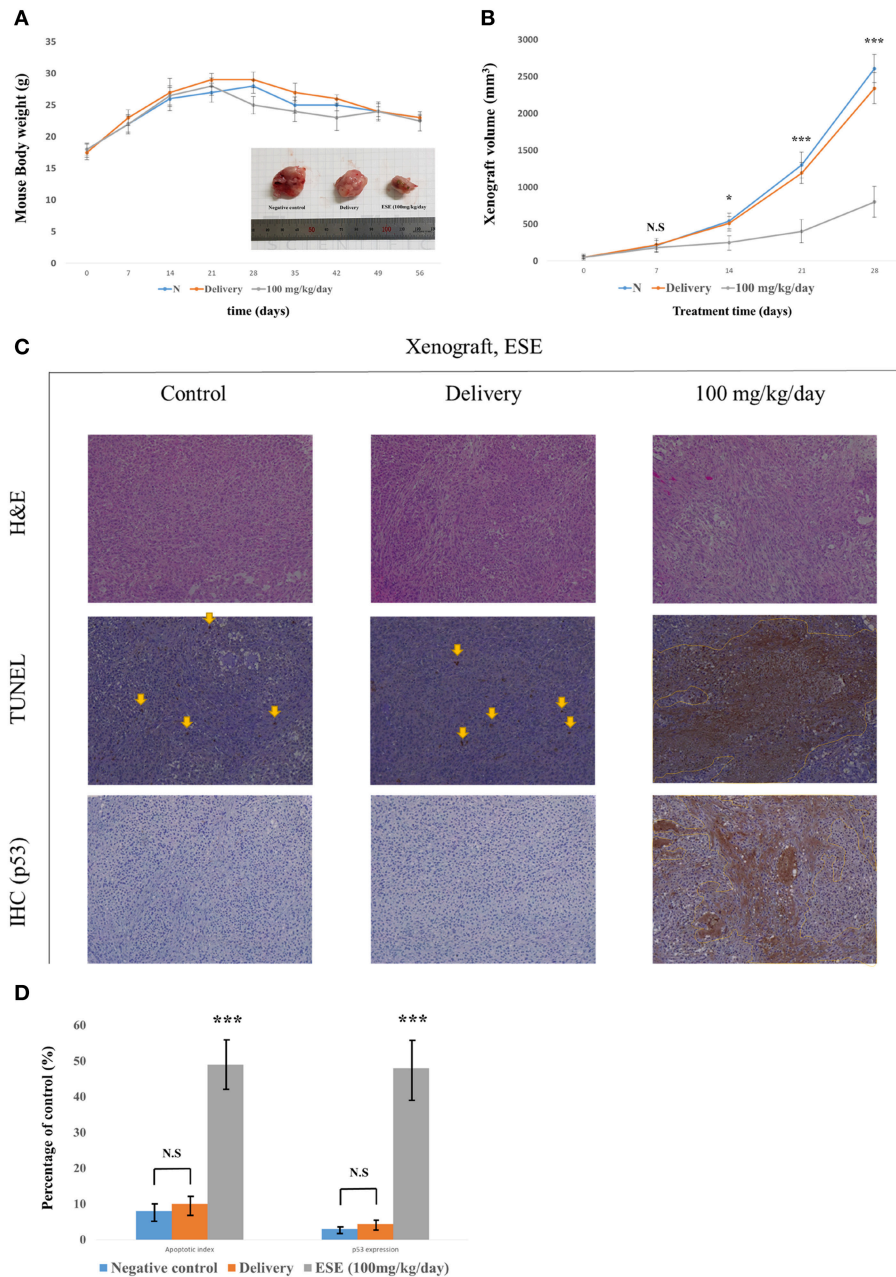 A
Mouse Body weight (g)
35
30
25
20
15
10
5
0
Negative control
Delivery
ESE (100mg/kg/day
0 7 14 21 28 35 42 49 56
N Delivery 100 mg/kg/day
time (days)
B
Xenograft volume (mm³)
3000
2500
2000
1500
1000
500
0
N.S
*
***
***
0 7 14 21 28
N Delivery 100 mg/kg/day
Treatment time (days)
C
Xenograft, ESE
Control Delivery 100 mg/kg/day
H&E
TUNEL
IHC (p53)
D
Percentage of control (%)
60
50
40
30
20
10
0
N.S
***
N.S
***
Apoptotic index p53 expression
Negative control Delivery ESE (100mg/kg/day)